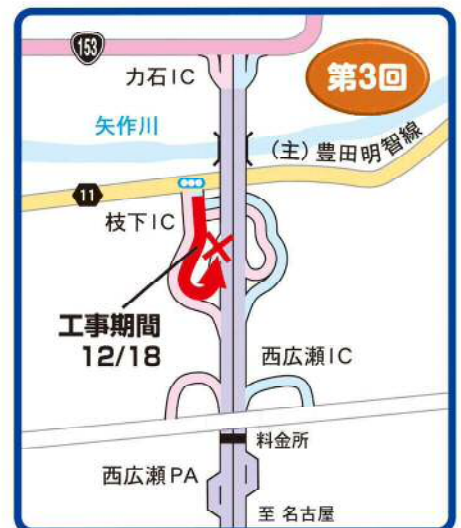 153
力石IC
第3回
矢作川
(主)豊田明智線
11
枝下IC
工事期間
12/18
西広瀬IC
料金所
西広瀬PA
至 名古屋